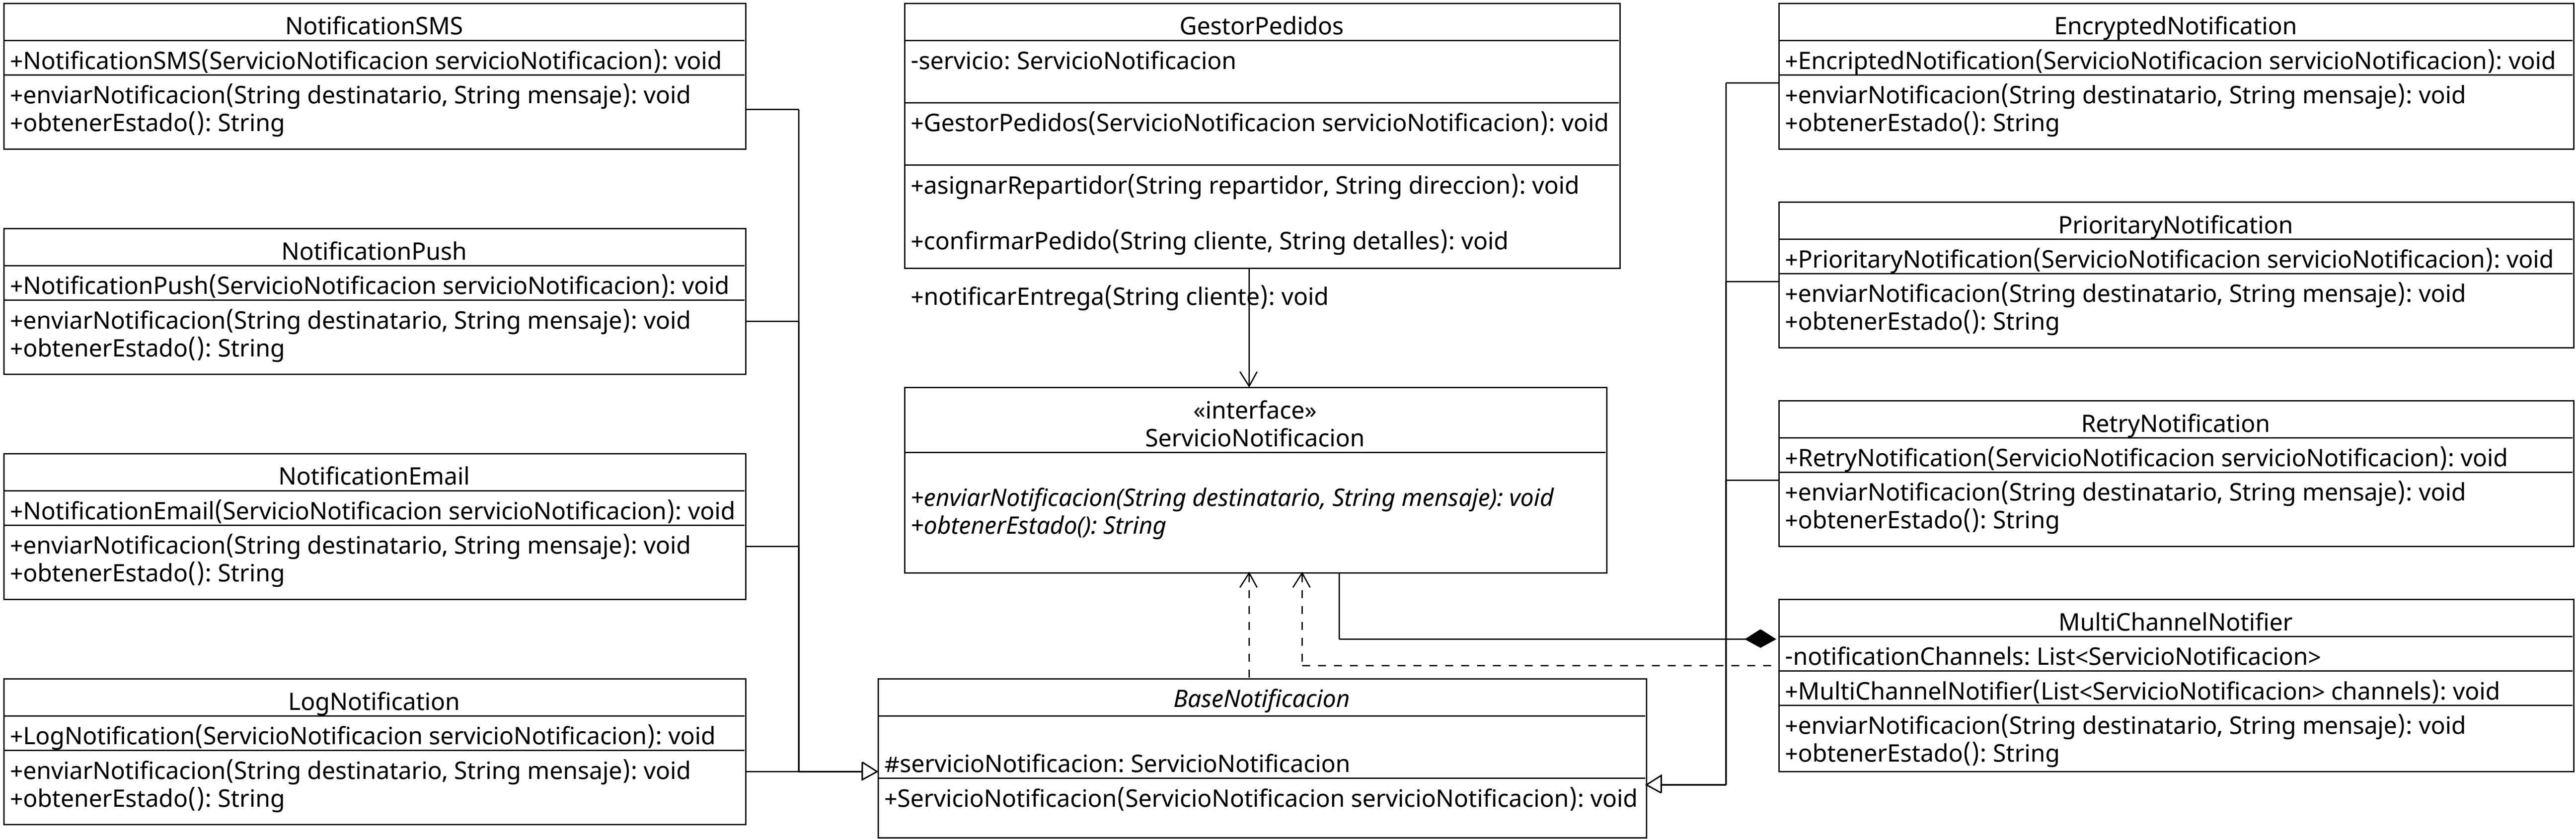 NotificationSMS
+NotificationSMS(ServicioNotificacion servicioNotificacion): void
+enviarNotificacion(String destinatario, String mensaje): void
+obtenerEstado(): String
NotificationPush
+NotificationPush(ServicioNotificacion servicioNotificacion): void
+enviarNotificacion(String destinatario, String mensaje): void
+obtenerEstado(): String
NotificationEmail
+NotificationEmail(ServicioNotificacion servicioNotificacion): void
+enviarNotificacion(String destinatario, String mensaje): void
+obtenerEstado(): String
LogNotification
+LogNotification(ServicioNotificacion servicioNotificacion): void
+enviarNotificacion(String destinatario, String mensaje): void
+obtenerEstado(): String
GestorPedidos
-servicio: ServicioNotificacion
+GestorPedidos(ServicioNotificacion servicioNotificacion): void
+asignarRepartidor(String repartidor, String direccion): void
+confirmarPedido(String cliente, String detalles): void
+notificarEntrega(String cliente): void
«interface»
ServicioNotificacion
+enviarNotificacion(String destinatario, String mensaje): void
+obtenerEstado(): String
BaseNotificacion
#servicioNotificacion: ServicioNotificacion
+ServicioNotificacion(ServicioNotificacion servicioNotificacion): void
EncryptedNotification
+EncriptedNotification(ServicioNotificacion servicioNotificacion): void
+enviarNotificacion(String destinatario, String mensaje): void
+obtenerEstado(): String
PrioritaryNotification
+PrioritaryNotification(ServicioNotificacion servicioNotificacion): void
+enviarNotificacion(String destinatario, String mensaje): void
+obtenerEstado(): String
RetryNotification
+RetryNotification(ServicioNotificacion servicioNotificacion): void
+enviarNotificacion(String destinatario, String mensaje): void
+obtenerEstado(): String
MultiChannelNotifier
-notificationChannels: List<ServicioNotificacion>
+MultiChannelNotifier(List<ServicioNotificacion> channels): void
+enviarNotificacion(String destinatario, String mensaje): void
+obtenerEstado(): String